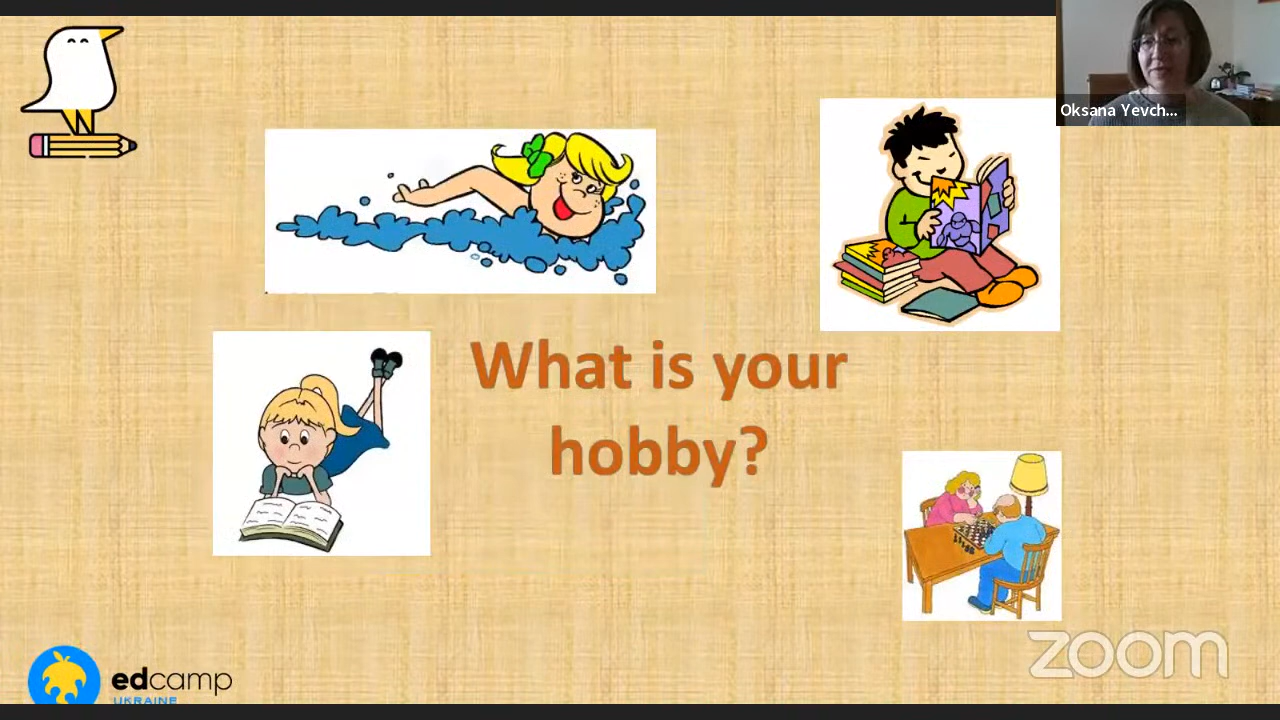 Oksana Yevch...
What is your
hobby?
zoom
edcamp
UKRAINE